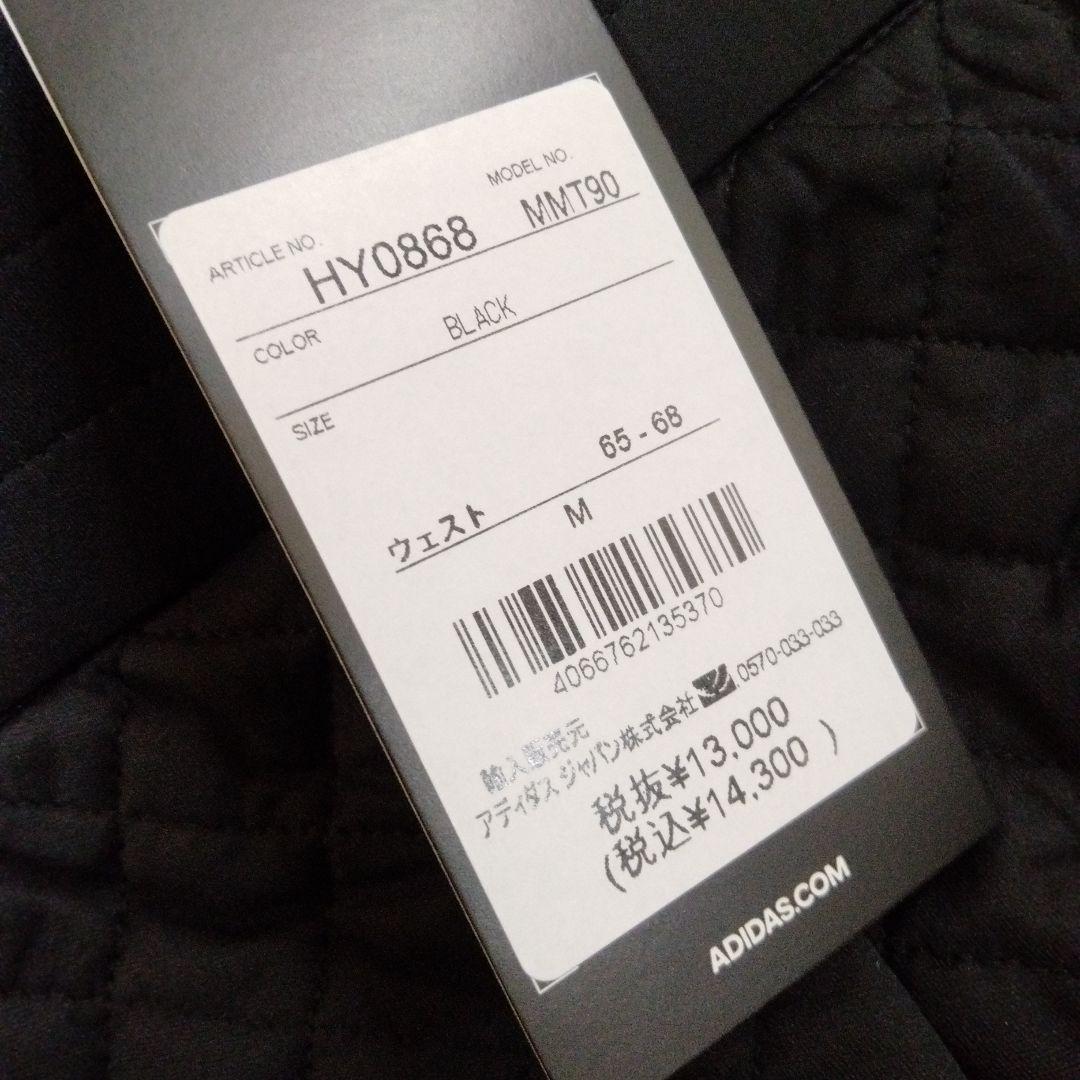 ARTICLE NO. MODEL NO.
HY0868 MMT90
COLOR BLACK
SIZE
65 - 68
ウェスト M
4066762135370
輸入販売元
アディダス ジャパン株式会社 0570-033-033
税抜¥13,000
(税込¥14,300 )
ADIDAS.COM